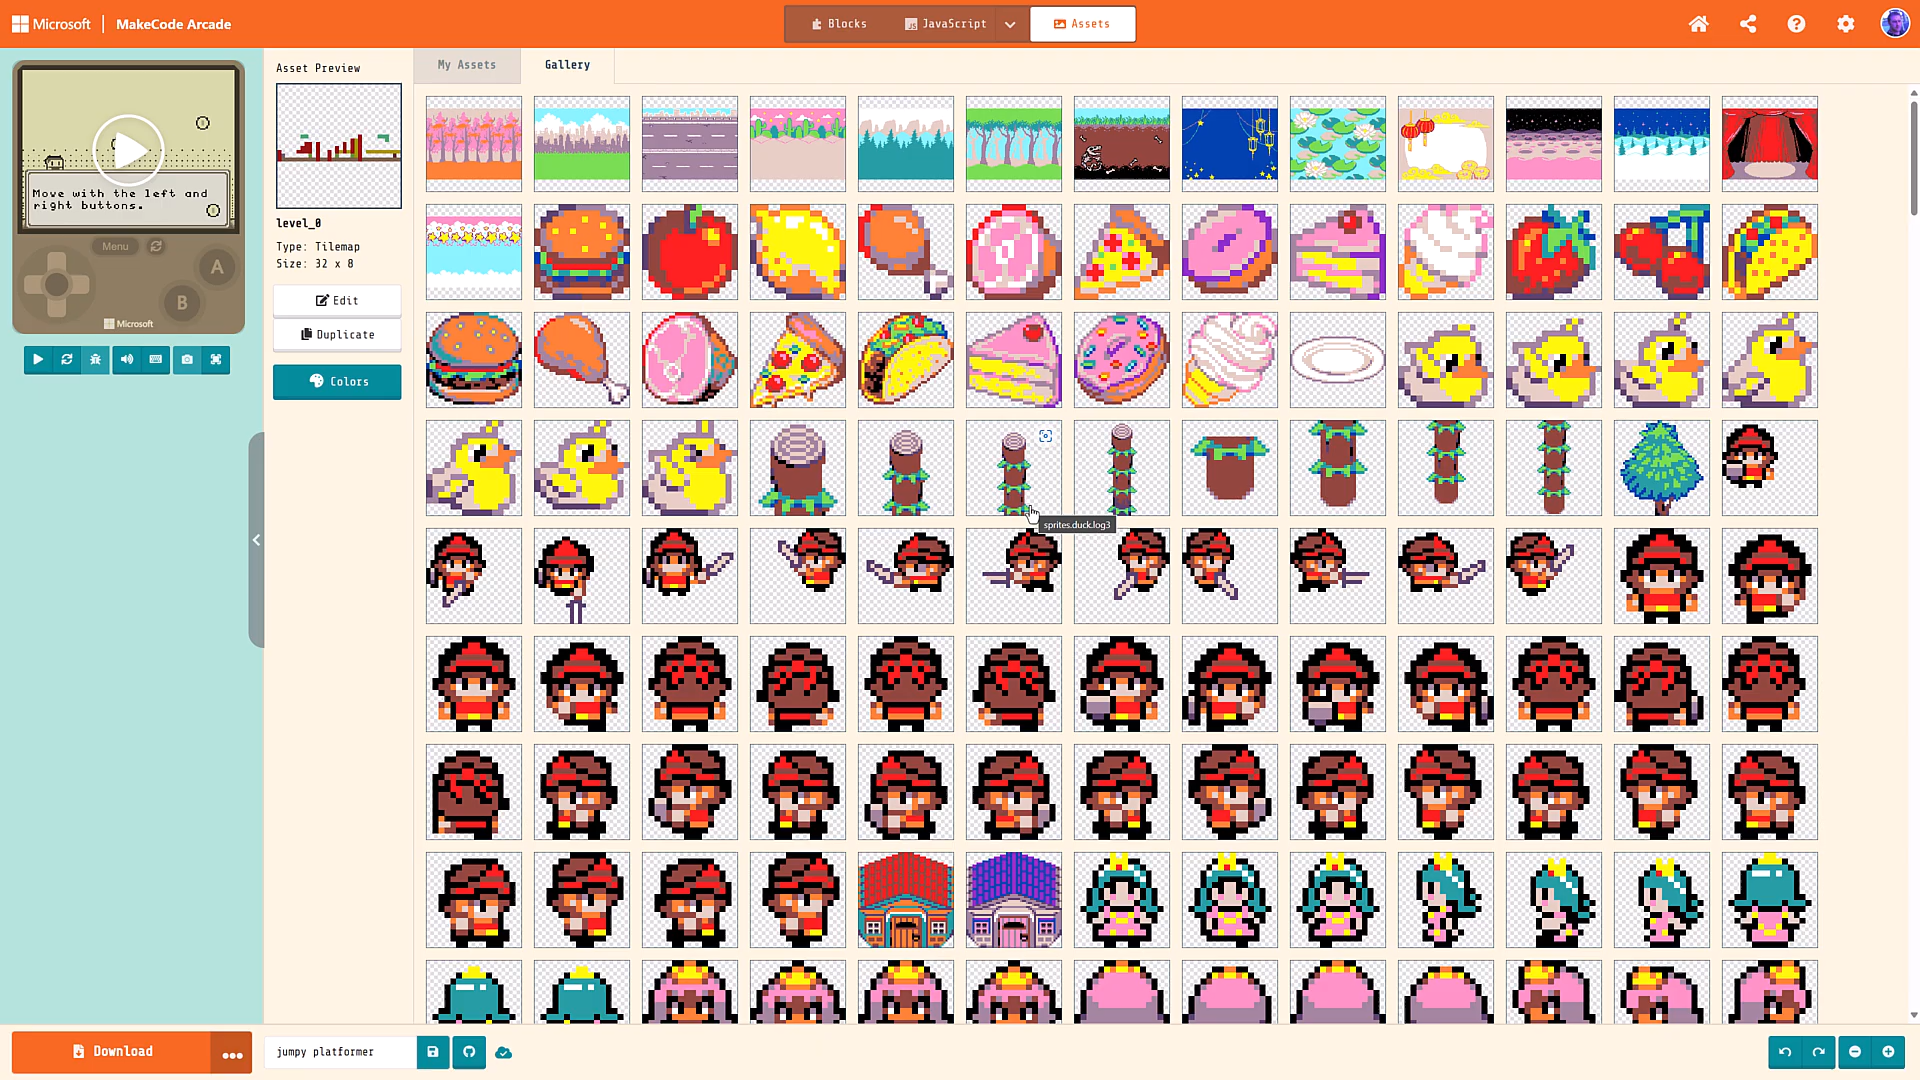 Microsoft
MakeCode Arcade
Blocks
JavaScript
Assets
Asset Preview
My Assets
Gallery
Move with the left and
right buttons.
level_0
Type: Tilemap
Size: 32 x 8
Menu
A
B
Microsoft
Edit
Duplicate
Colors
sprites.duck.log3
Download
jumpy platformer